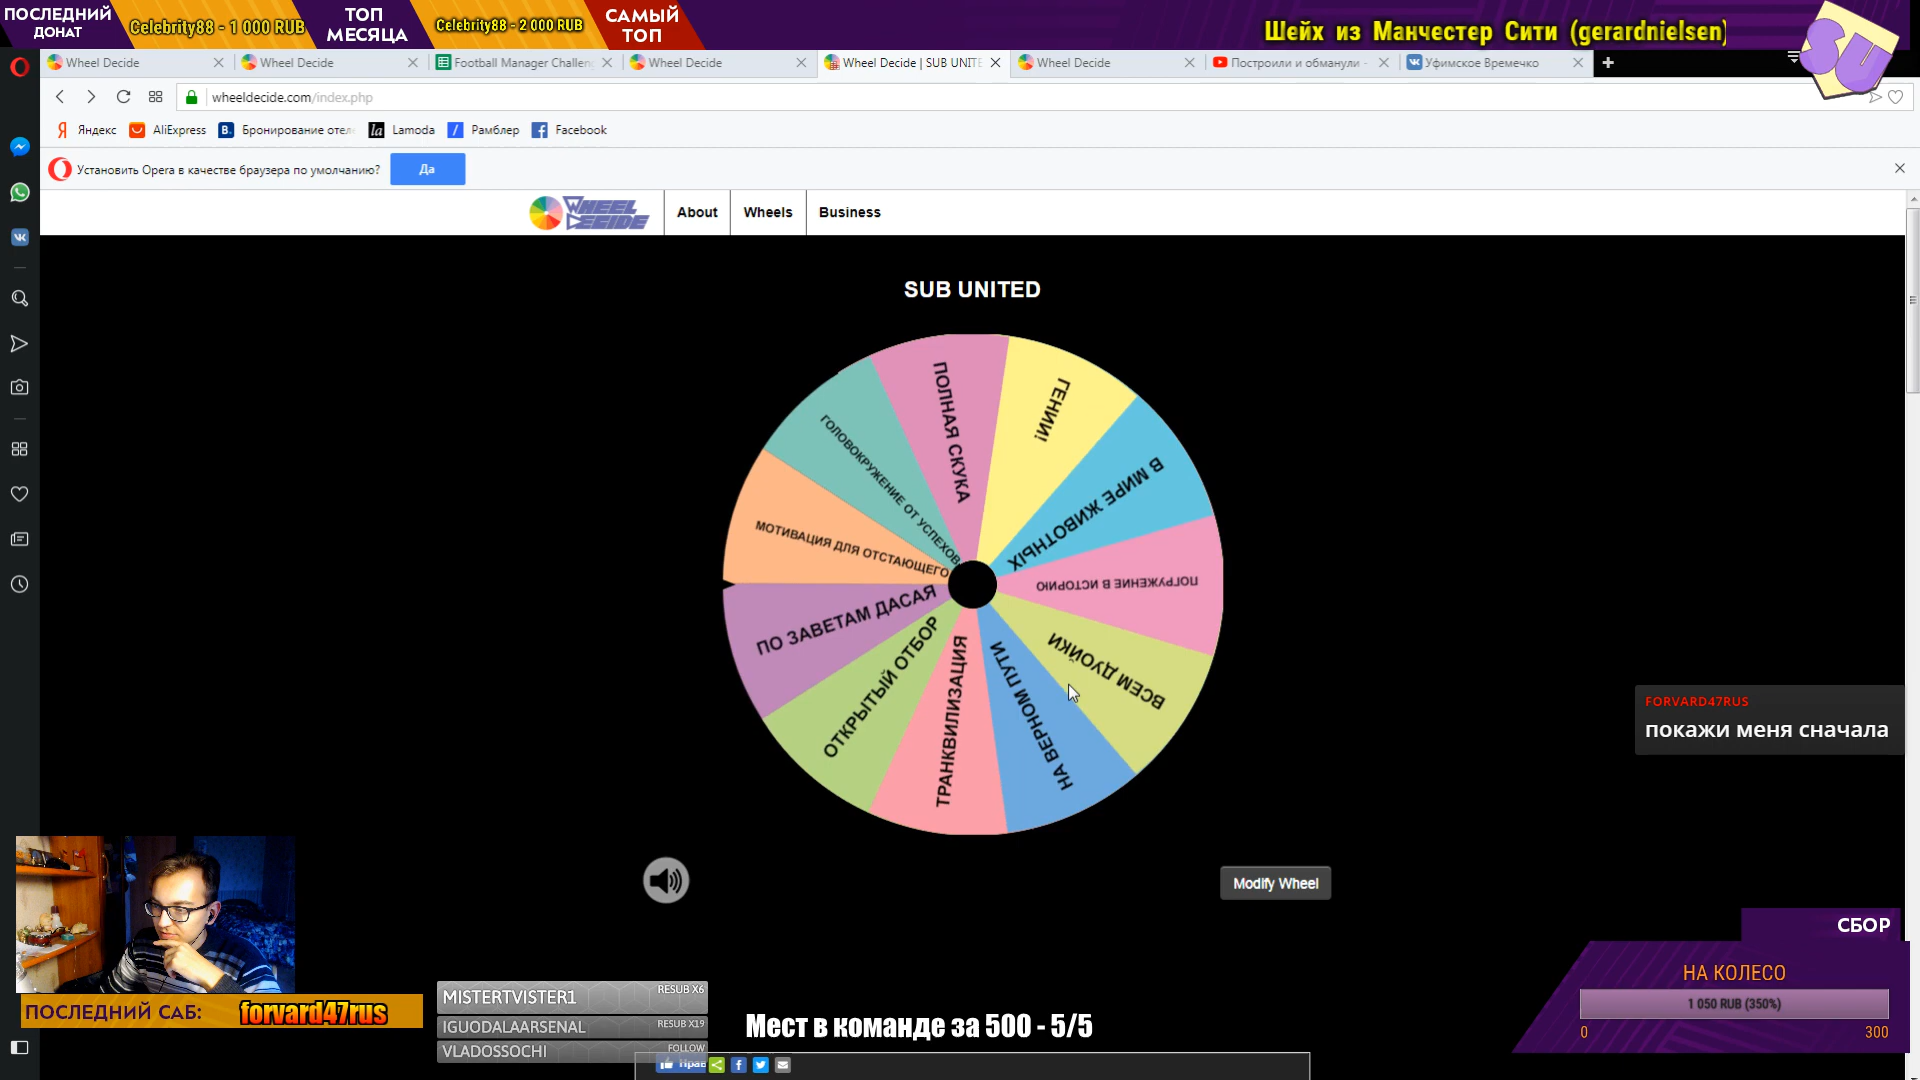 ПОСЛЕДНИЙ
ДОНАТ
Celebrity88 - 1 000 RUB
ТОП
МЕСЯЦА
Celebrity88 - 2 000 RUB
САМЫЙ
ТОП
Шейх из Манчестер Сити (gerardnielsen)
SU
Wheel Decide
Wheel Decide
Football Manager Challen
Wheel Decide
Wheel Decide | SUB UNITE
Wheel Decide
Построили и обманули -
Уфимское Времечко
wheeldecide.com/index.php
Яндекс
AliExpress
Бронирование отеле
Lamoda
Рамблер
Facebook
Установить Opera в качестве браузера по умолчанию?
Да
WHEEL DECIDE
About
Wheels
Business
SUB UNITED
ПОЛНАЯ СКУКА
ГЕНИИ!
В МИРЕ ЖИВОТНЫХ
ПОГРУЖЕНИЕ В ИСТОРИЮ
ВСЕМ ДУОЙКИ
НА ВЕРНОМ ПУТИ
ТРАНКВИЛИЗАЦИЯ
ОТКРЫТЫЙ ОТБОР
ПО ЗАВЕТАМ ДАСАЯ
МОТИВАЦИЯ ДЛЯ ОТСТАЮЩЕГО
ГОЛОВОКРУЖЕНИЕ ОТ УСПЕХОВ
FORVARD47RUS
покажи меня сначала
Modify Wheel
СБОР
НА КОЛЕСО
1 050 RUB (350%)
0
300
ПОСЛЕДНИЙ САБ:
forvard47rus
MISTERTVISTER1
RESUB X6
IGUODALAARSENAL
RESUB X19
VLADOSSOCHI
FOLLOW
Мест в команде за 500 - 5/5
Нрав